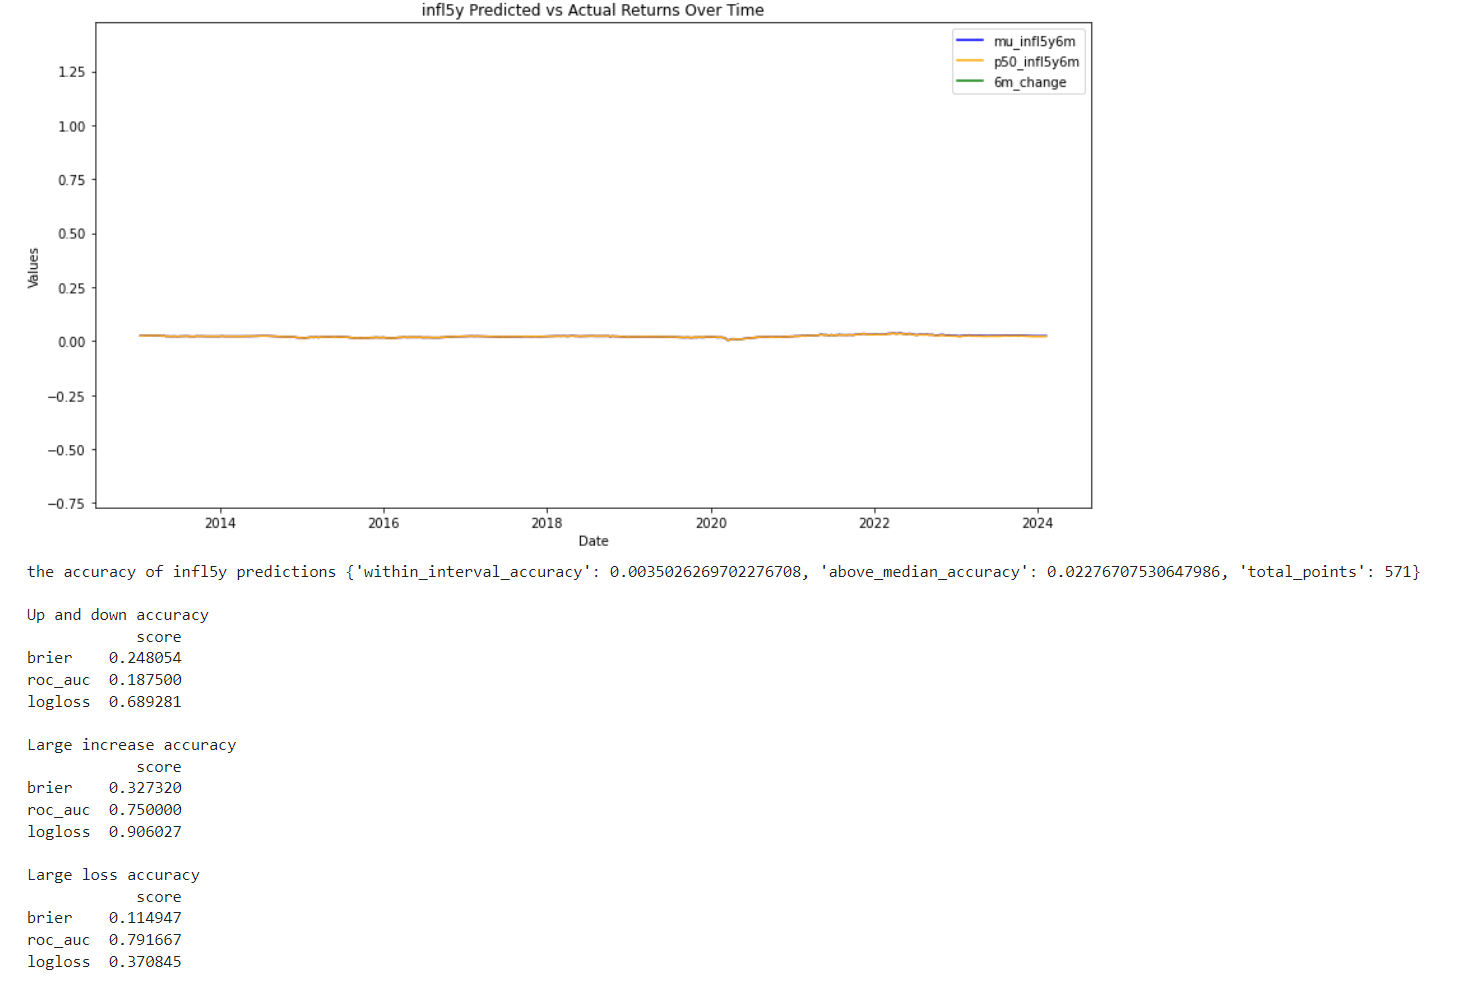 infl5y Predicted vs Actual Returns Over Time
mu_infl5y6m
p50_infl5y6m
6m_change
1.25
1.00
0.75
0.50
0.25
0.00
−0.25
−0.50
−0.75
Values
2014 2016 2018 2020 2022 2024
Date
the accuracy of infl5y predictions {'within_interval_accuracy': 0.0035026269702276708, 'above_median_accuracy': 0.02276707530647986, 'total_points': 571}
Up and down accuracy
score
brier 0.248054
roc_auc 0.187500
logloss 0.689281
Large increase accuracy
score
brier 0.327320
roc_auc 0.750000
logloss 0.906027
Large loss accuracy
score
brier 0.114947
roc_auc 0.791667
logloss 0.370845